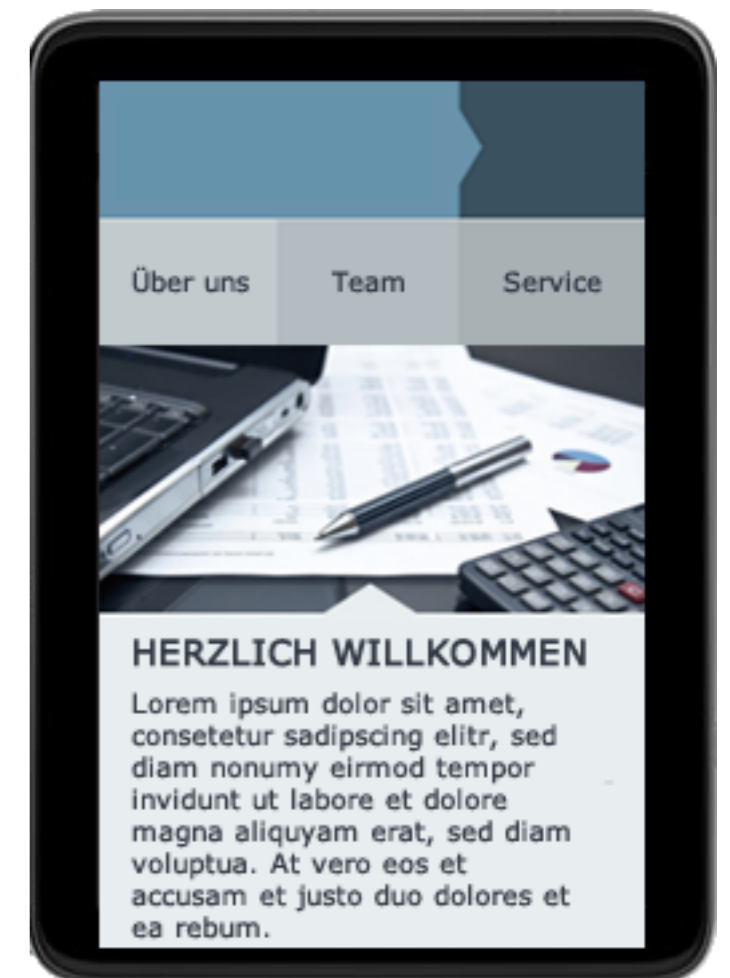 Über uns
Team
Service
HERZLICH WILLKOMMEN
Lorem ipsum dolor sit amet,
consetetur sadipscing elitr, sed
diam nonumy eirmod tempor
invidunt ut labore et dolore
magna aliquyam erat, sed diam
voluptua. At vero eos et
accusam et justo duo dolores et
ea rebum.